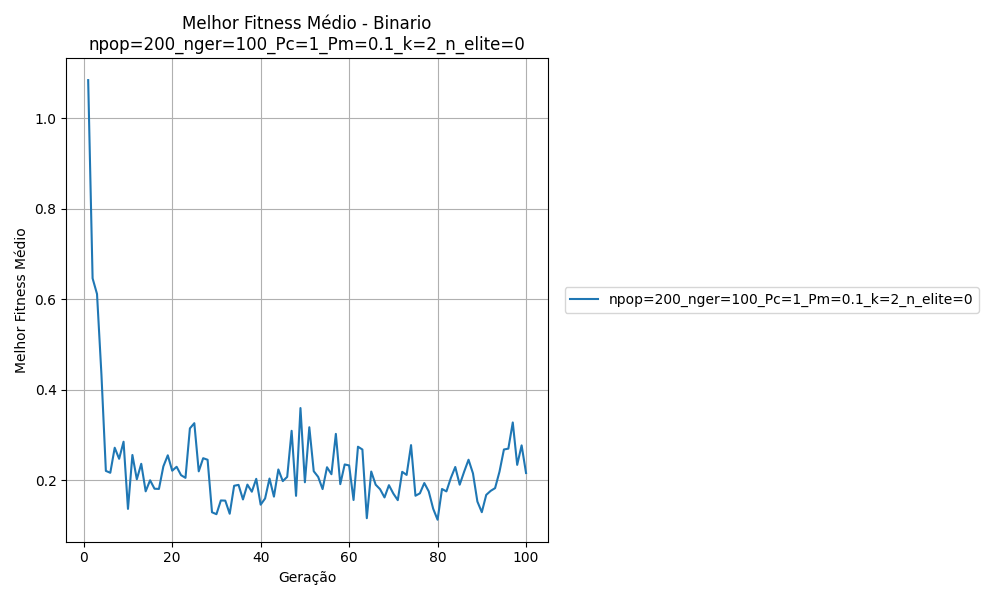 Melhor Fitness Médio - Binario
npop=200_nger=100_Pc=1_Pm=0.1_k=2_n_elite=0
Melhor Fitness Médio
1.0
0.8
0.6
0.4
0.2
0
20
40
60
80
100
Geração
npop=200_nger=100_Pc=1_Pm=0.1_k=2_n_elite=0